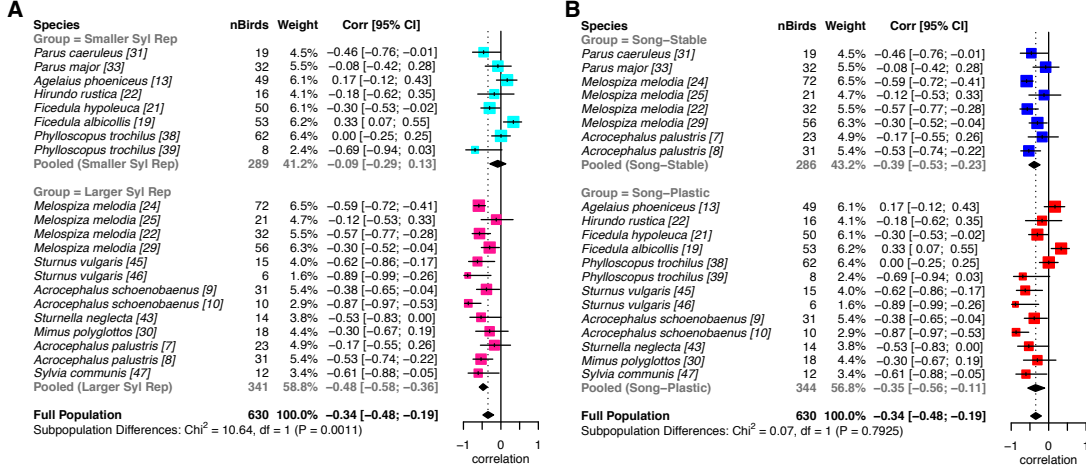 A
Species nBirds Weight Corr [95% CI]
Group = Smaller Syl Rep
Parus caeruleus [31] 19 4.5% −0.46 [−0.76; −0.01]
Parus major [33] 32 5.5% −0.08 [−0.42; 0.28]
Agelaius phoeniceus [13] 49 6.1% 0.17 [−0.12; 0.43]
Hirundo rustica [22] 16 4.1% −0.18 [−0.62; 0.35]
Ficedula hypoleuca [21] 50 6.1% −0.30 [−0.53; −0.02]
Ficedula albicollis [19] 53 6.2% 0.33 [0.07; 0.55]
Phylloscopus trochilus [38] 62 6.4% 0.00 [−0.25; 0.25]
Phylloscopus trochilus [39] 8 2.4% −0.69 [−0.94; 0.03]
Pooled (Smaller Syl Rep) 289 41.2% −0.09 [−0.29; 0.13]
Group = Larger Syl Rep
Melospiza melodia [24] 72 6.5% −0.59 [−0.72; −0.41]
Melospiza melodia [25] 21 4.7% −0.12 [−0.53; 0.33]
Melospiza melodia [22] 32 5.5% −0.57 [−0.77; −0.28]
Melospiza melodia [29] 56 6.3% −0.30 [−0.52; −0.04]
Sturnus vulgaris [45] 15 4.0% −0.62 [−0.86; −0.17]
Sturnus vulgaris [46] 6 1.6% −0.89 [−0.99; −0.26]
Acrocephalus schoenobaenus [9] 31 5.4% −0.38 [−0.65; −0.04]
Acrocephalus schoenobaenus [10] 10 2.9% −0.87 [−0.97; −0.53]
Sturnella neglecta [43] 14 3.8% −0.53 [−0.83; 0.00]
Mimus polyglottos [30] 18 4.4% −0.30 [−0.67; 0.19]
Acrocephalus palustris [7] 23 4.9% −0.17 [−0.55; 0.26]
Acrocephalus palustris [8] 31 5.4% −0.53 [−0.74; −0.22]
Sylvia communis [47] 12 3.4% −0.61 [−0.88; −0.05]
Pooled (Larger Syl Rep) 341 58.8% −0.48 [−0.58; −0.36]
Full Population 630 100.0% −0.34 [−0.48; −0.19]
Subpopulation Differences: Chi² = 10.64, df = 1 (P = 0.0011)
−1 0 1
correlation
B
Species nBirds Weight Corr [95% CI]
Group = Song−Stable
Parus caeruleus [31] 19 4.5% −0.46 [−0.76; −0.01]
Parus major [33] 32 5.5% −0.08 [−0.42; 0.28]
Melospiza melodia [24] 72 6.5% −0.59 [−0.72; −0.41]
Melospiza melodia [25] 21 4.7% −0.12 [−0.53; 0.33]
Melospiza melodia [22] 32 5.5% −0.57 [−0.77; −0.28]
Melospiza melodia [29] 56 6.3% −0.30 [−0.52; −0.04]
Acrocephalus palustris [7] 23 4.9% −0.17 [−0.55; 0.26]
Acrocephalus palustris [8] 31 5.4% −0.53 [−0.74; −0.22]
Pooled (Song−Stable) 286 43.2% −0.39 [−0.53; −0.23]
Group = Song−Plastic
Agelaius phoeniceus [13] 49 6.1% 0.17 [−0.12; 0.43]
Hirundo rustica [22] 16 4.1% −0.18 [−0.62; 0.35]
Ficedula hypoleuca [21] 50 6.1% −0.30 [−0.53; −0.02]
Ficedula albicollis [19] 53 6.2% 0.33 [ 0.07; 0.55]
Phylloscopus trochilus [38] 62 6.4% 0.00 [−0.25; 0.25]
Phylloscopus trochilus [39] 8 2.4% −0.69 [−0.94; 0.03]
Sturnus vulgaris [45] 15 4.0% −0.62 [−0.86; −0.17]
Sturnus vulgaris [46] 6 1.6% −0.89 [−0.99; −0.26]
Acrocephalus schoenobaenus [9] 31 5.4% −0.38 [−0.65; −0.04]
Acrocephalus schoenobaenus [10] 10 2.9% −0.87 [−0.97; −0.53]
Sturnella neglecta [43] 14 3.8% −0.53 [−0.83; 0.00]
Mimus polyglottos [30] 18 4.4% −0.30 [−0.67; 0.19]
Sylvia communis [47] 12 3.4% −0.61 [−0.88; −0.05]
Pooled (Song−Plastic) 344 56.8% −0.35 [−0.56; −0.11]
Full Population 630 100.0% −0.34 [−0.48; −0.19]
Subpopulation Differences: Chi² = 0.07, df = 1 (P = 0.7925)
−1 0 1
correlation